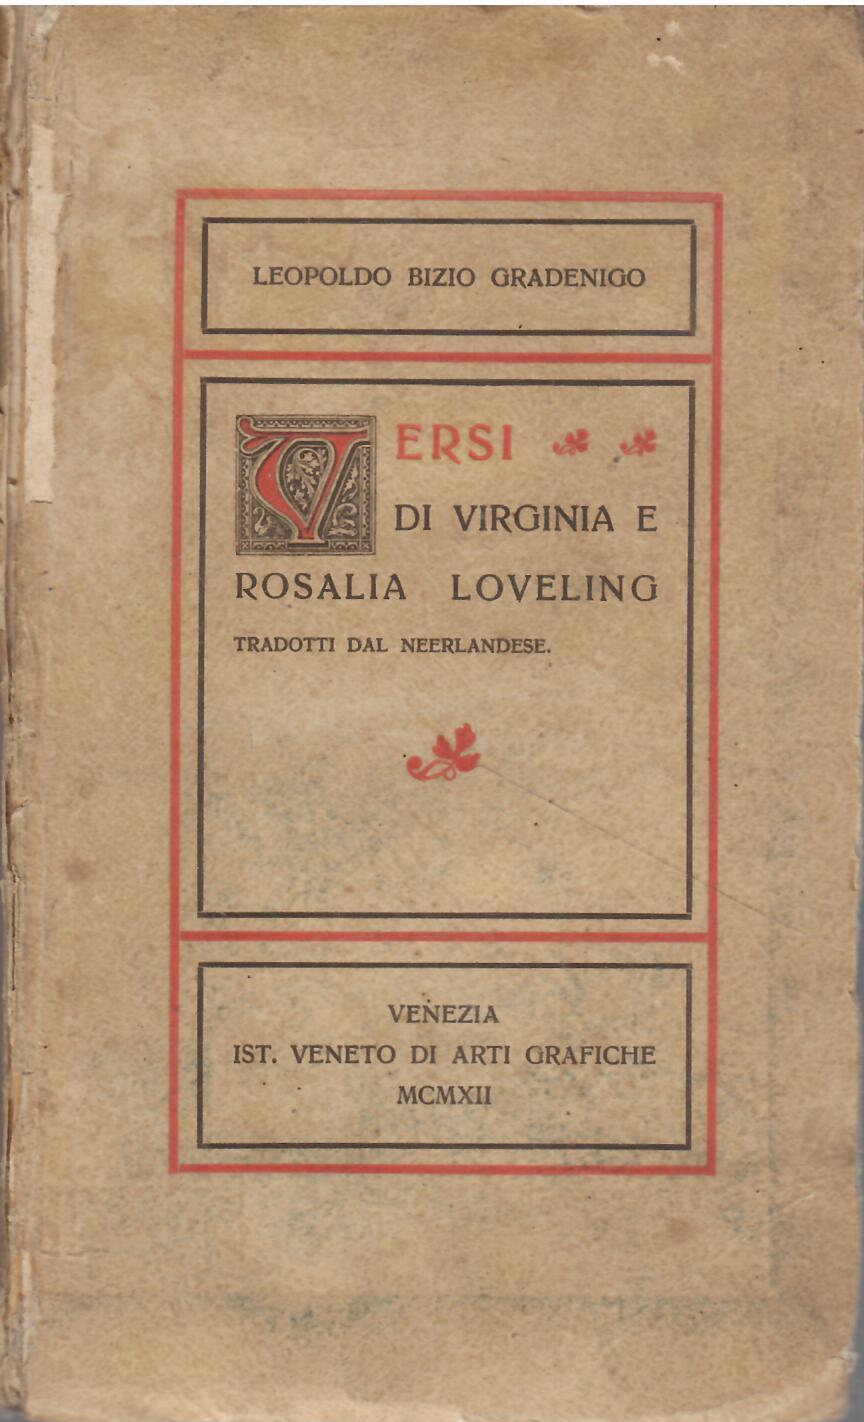 LEOPOLDO BIZIO GRADENIGO
VERSI
DI VIRGINIA E
ROSALIA LOVELING
TRADOTTI DAL NEERLANDESE.
VENEZIA
IST. VENETO DI ARTI GRAFICHE
MCMXII